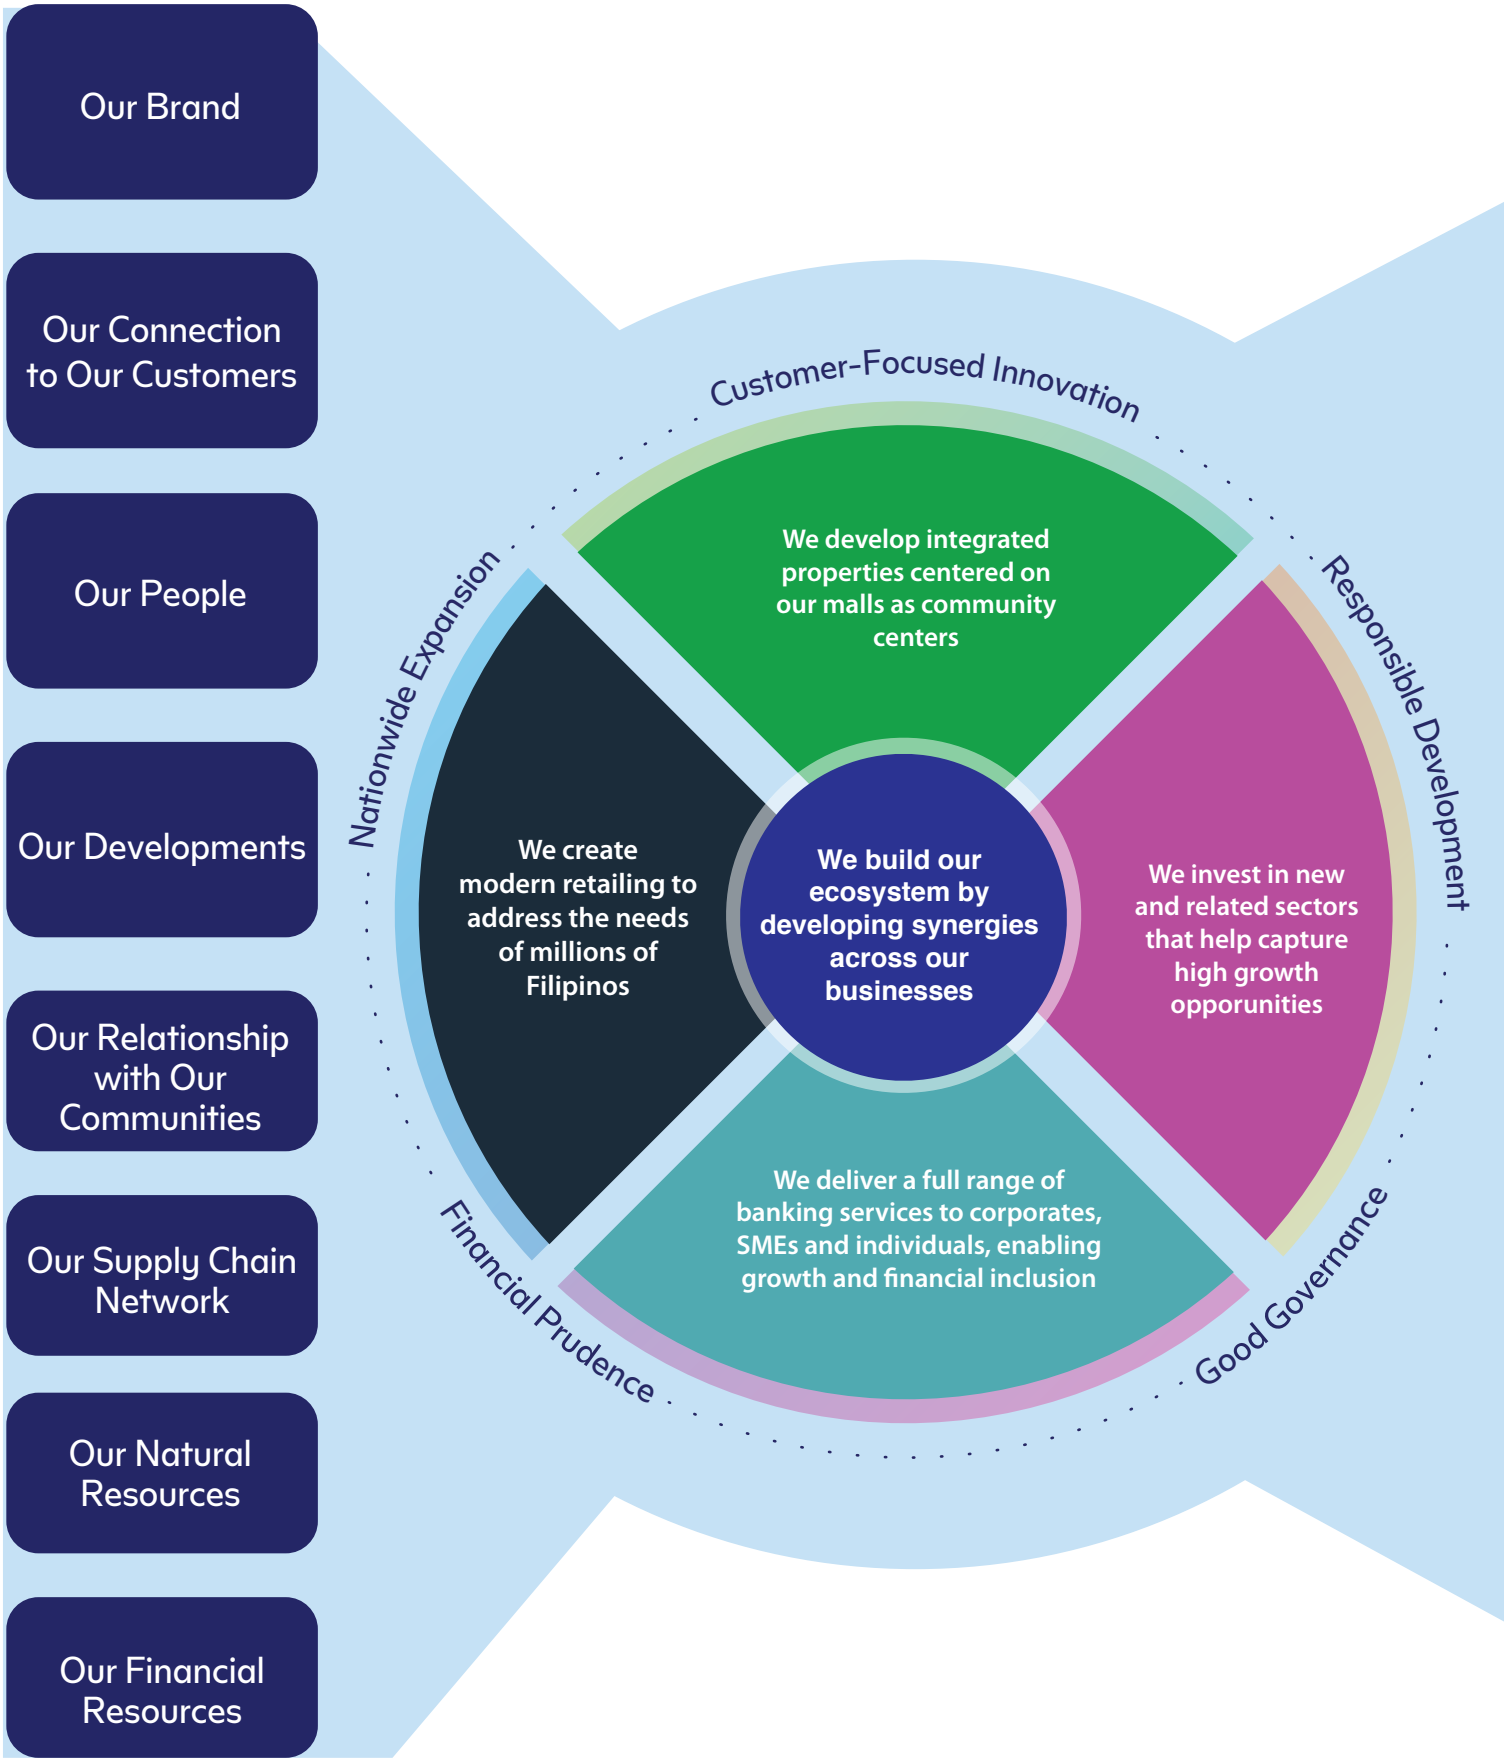 Our Brand
Our Connection
to Our Customers
Our People
Our Developments
Our Relationship
with Our
Communities
Our Supply Chain
Network
Our Natural
Resources
Our Financial
Resources
Customer-Focused Innovation
Responsible Development
Good Governance
Financial Prudence
Nationwide Expansion
We develop integrated
properties centered on
our malls as community
centers
We create
modern retailing to
address the needs
of millions of
Filipinos
We build our
ecosystem by
developing synergies
across our
businesses
We invest in new
and related sectors
that help capture
high growth
opporunities
We deliver a full range of
banking services to corporates,
SMEs and individuals, enabling
growth and financial inclusion